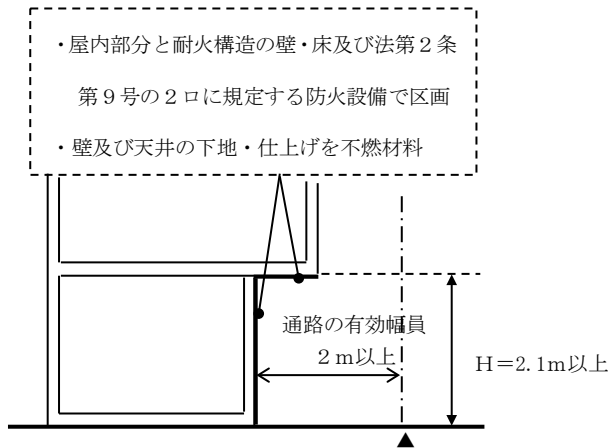 ・屋内部分と耐火構造の壁・床及び法第２条
第９号の２ロに規定する防火設備で区画
・壁及び天井の下地・仕上げを不燃材料
通路の有効幅員
２ｍ以上
Ｈ＝2.1ｍ以上